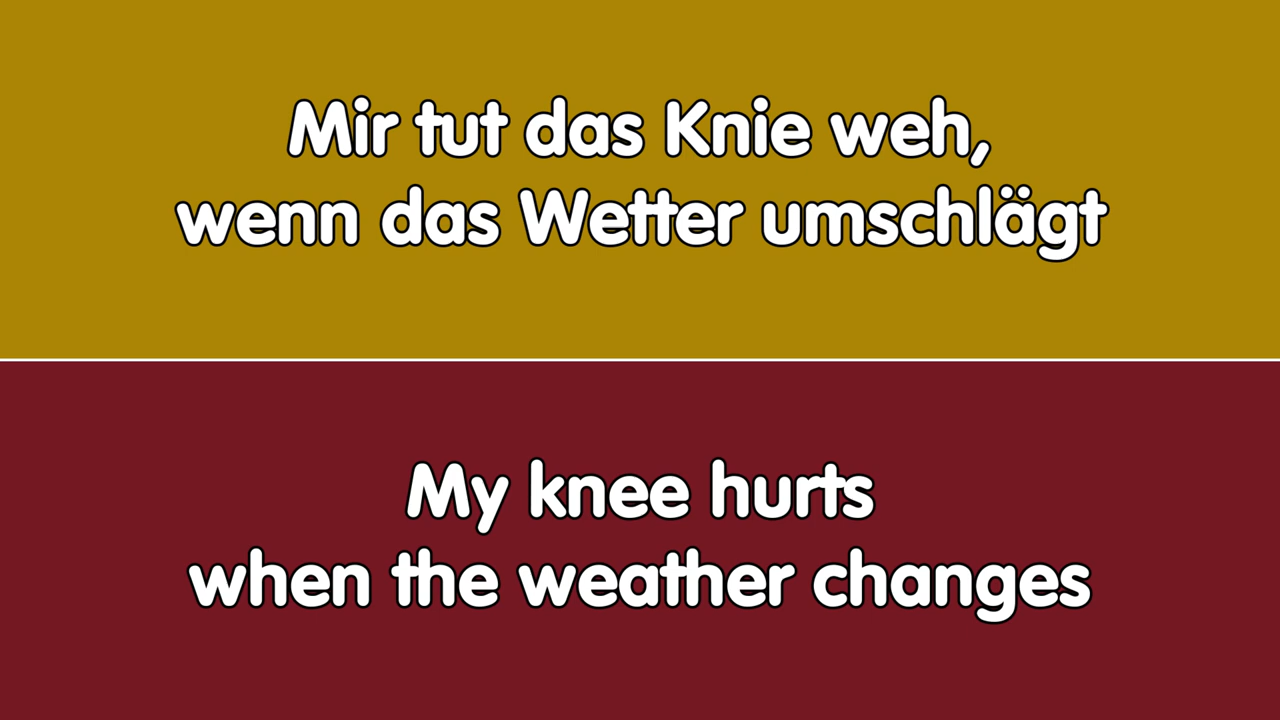 Mir tut das Knie weh,
wenn das Wetter umschlägt
My knee hurts
when the weather changes